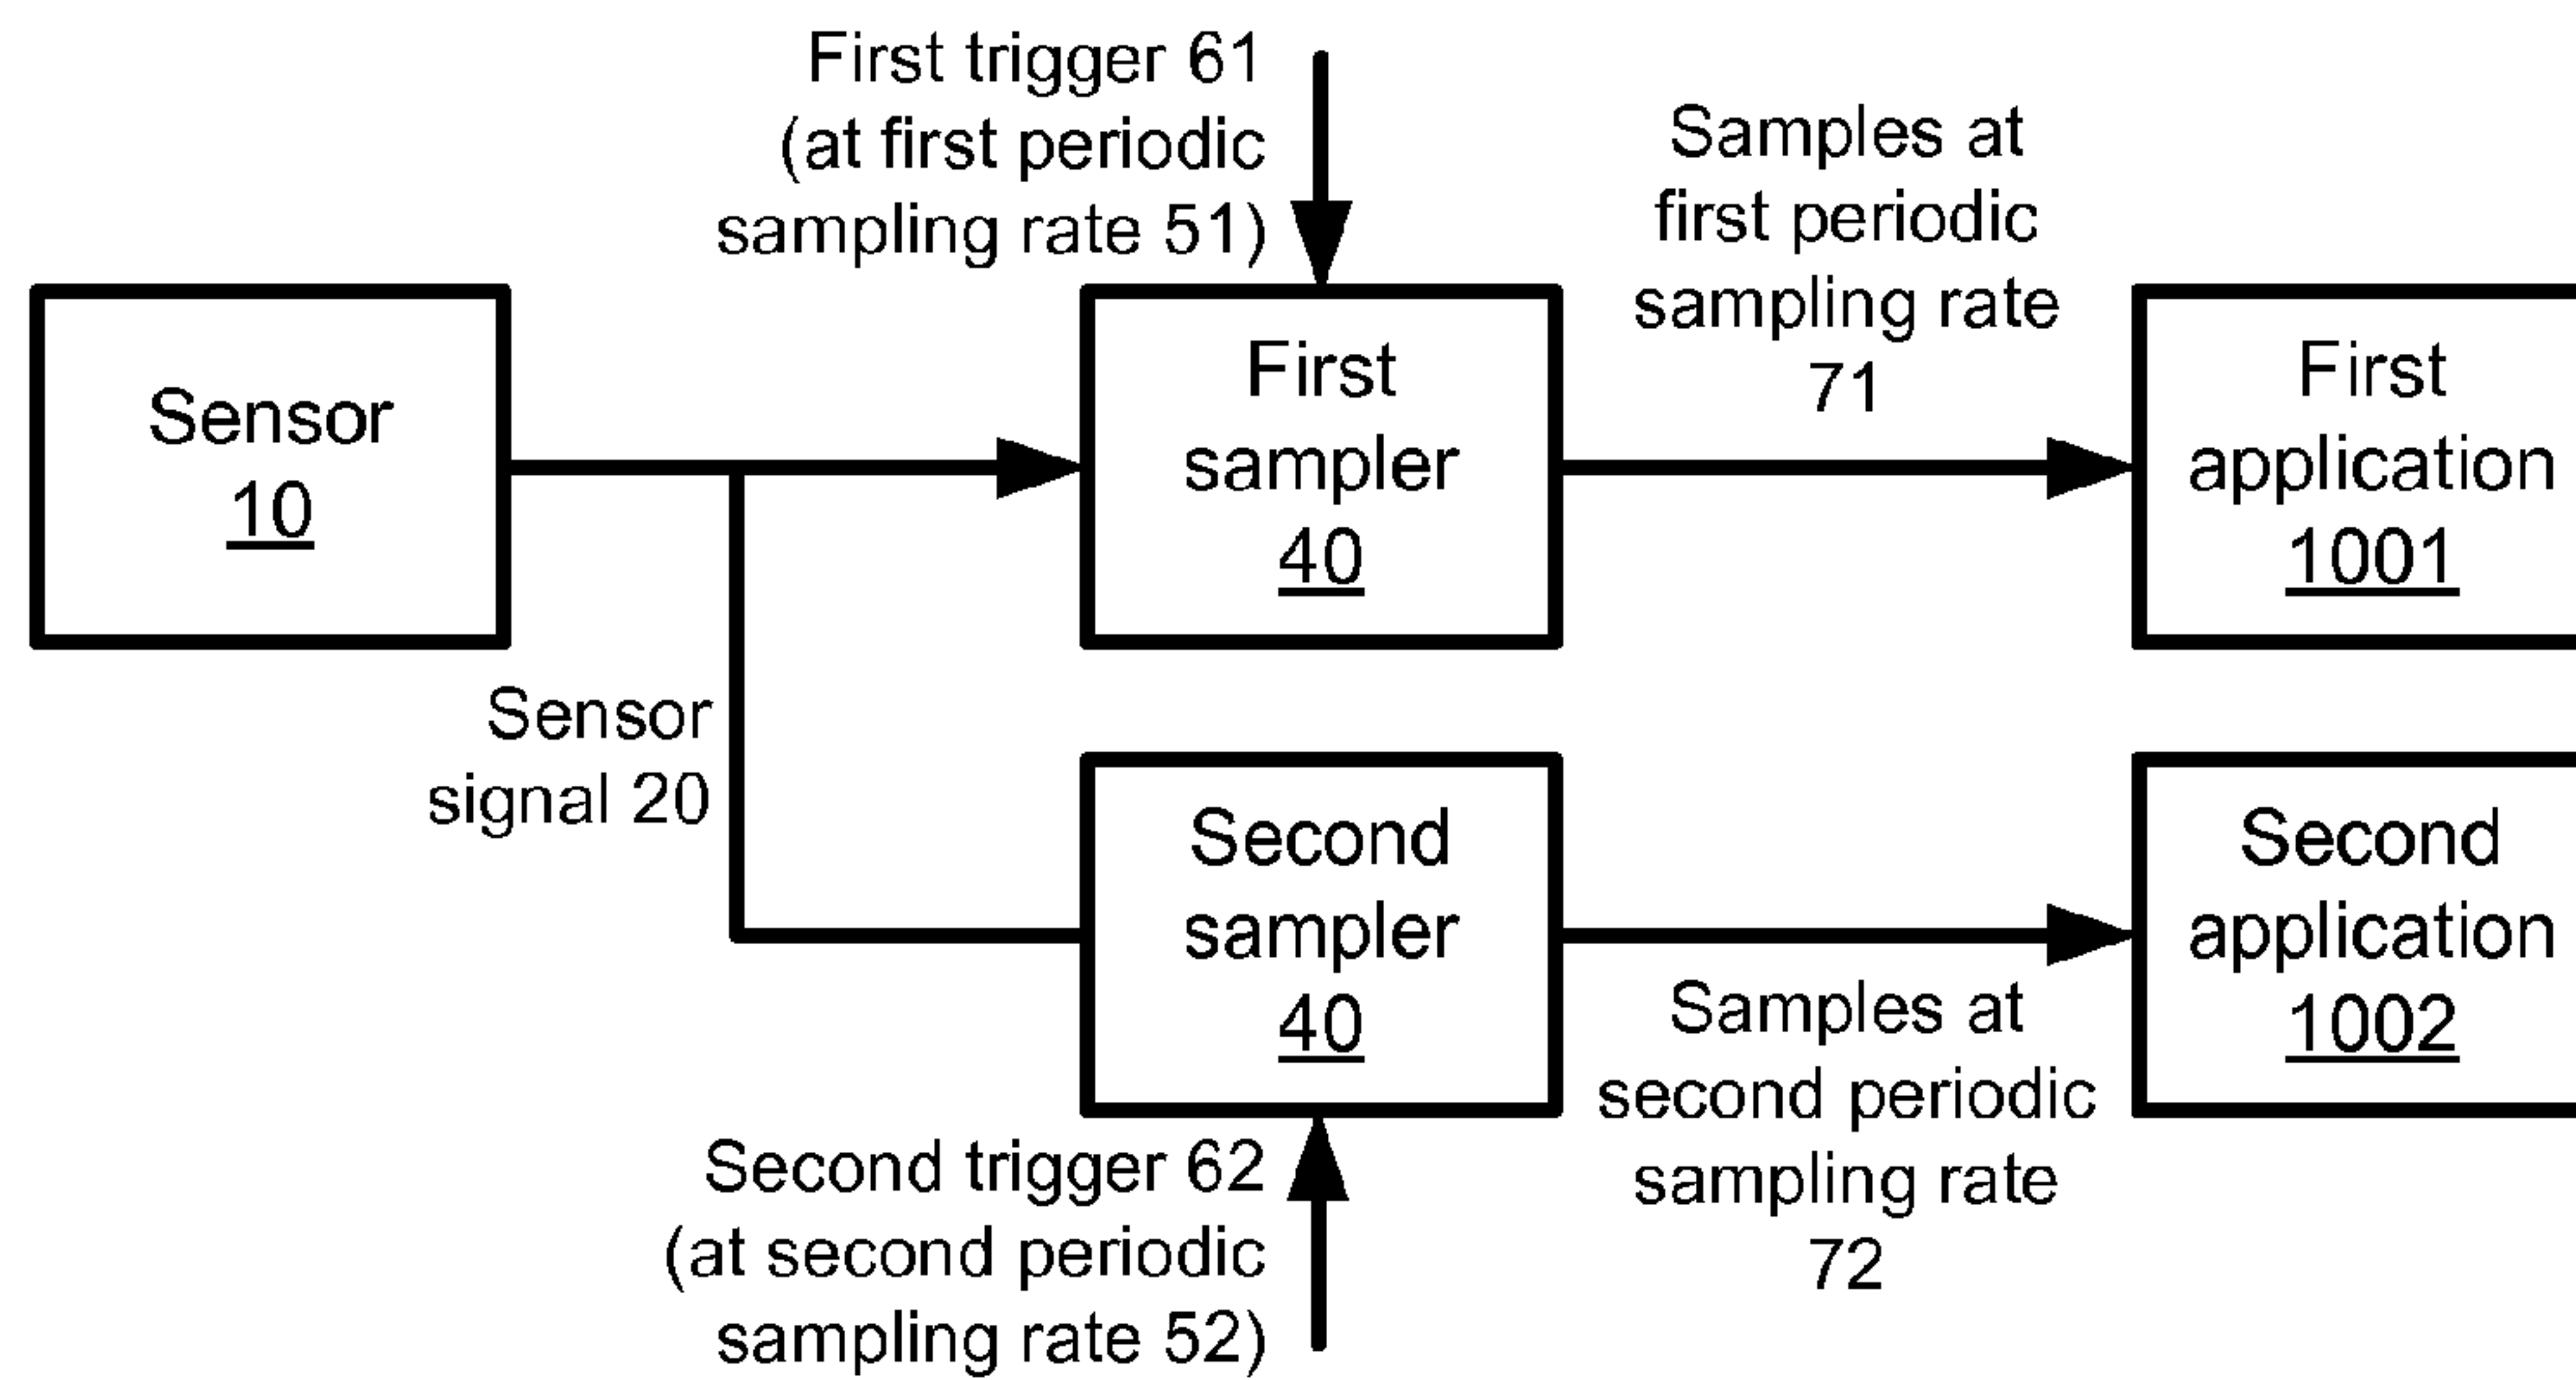 First trigger 61
(at first periodic
sampling rate 51)
Samples at
first periodic
sampling rate
71
Sensor
10
First
sampler
40
First
application
1001
Sensor
signal 20
Second
sampler
40
Second
application
1002
Second trigger 62
(at second periodic
sampling rate 52)
Samples at
second periodic
sampling rate
72